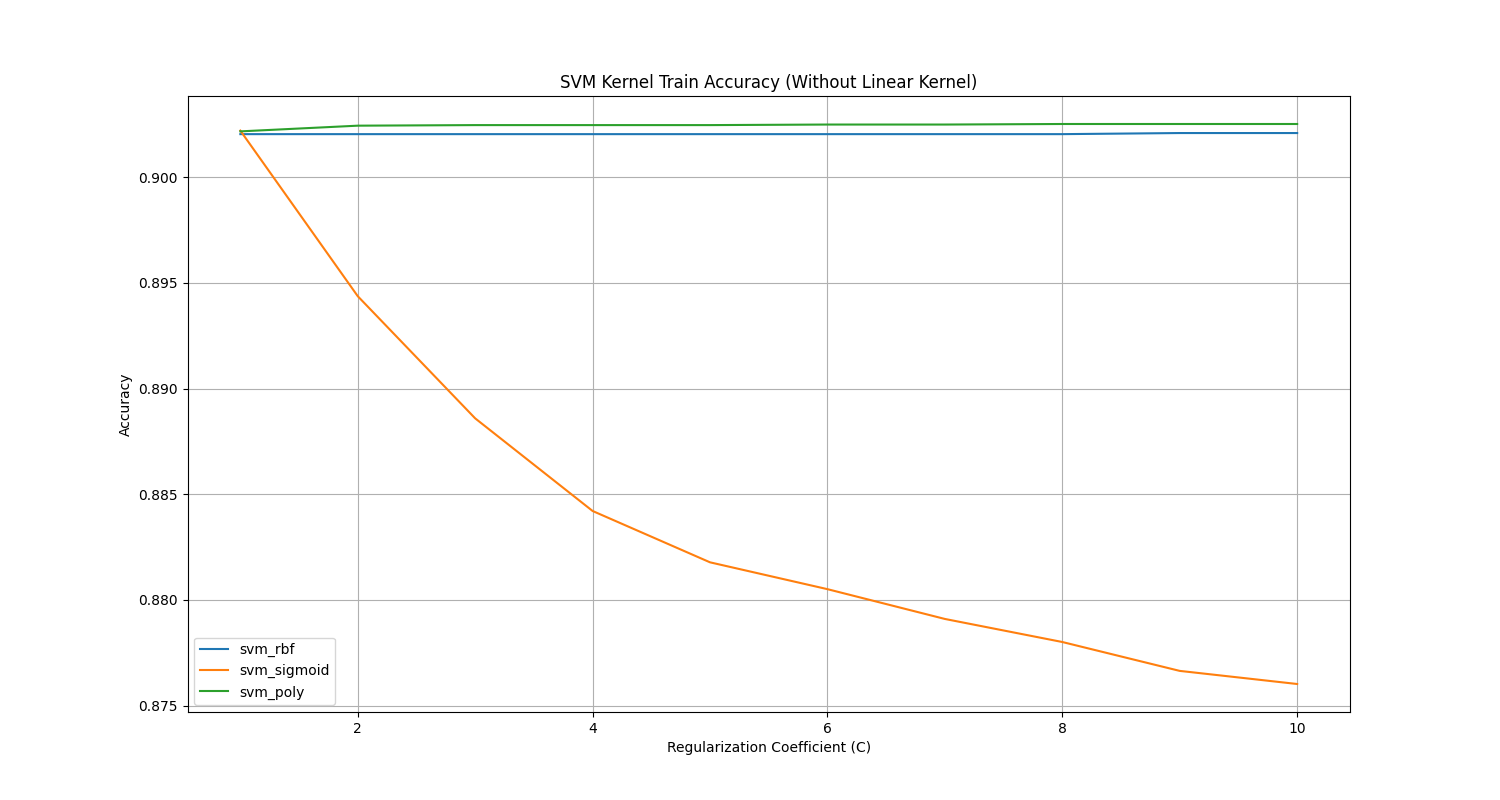 SVM Kernel Train Accuracy (Without Linear Kernel)
Accuracy
0.900
0.895
0.890
0.885
0.880
0.875
svm_rbf
svm_sigmoid
svm_poly
2
4
6
8
10
Regularization Coefficient (C)